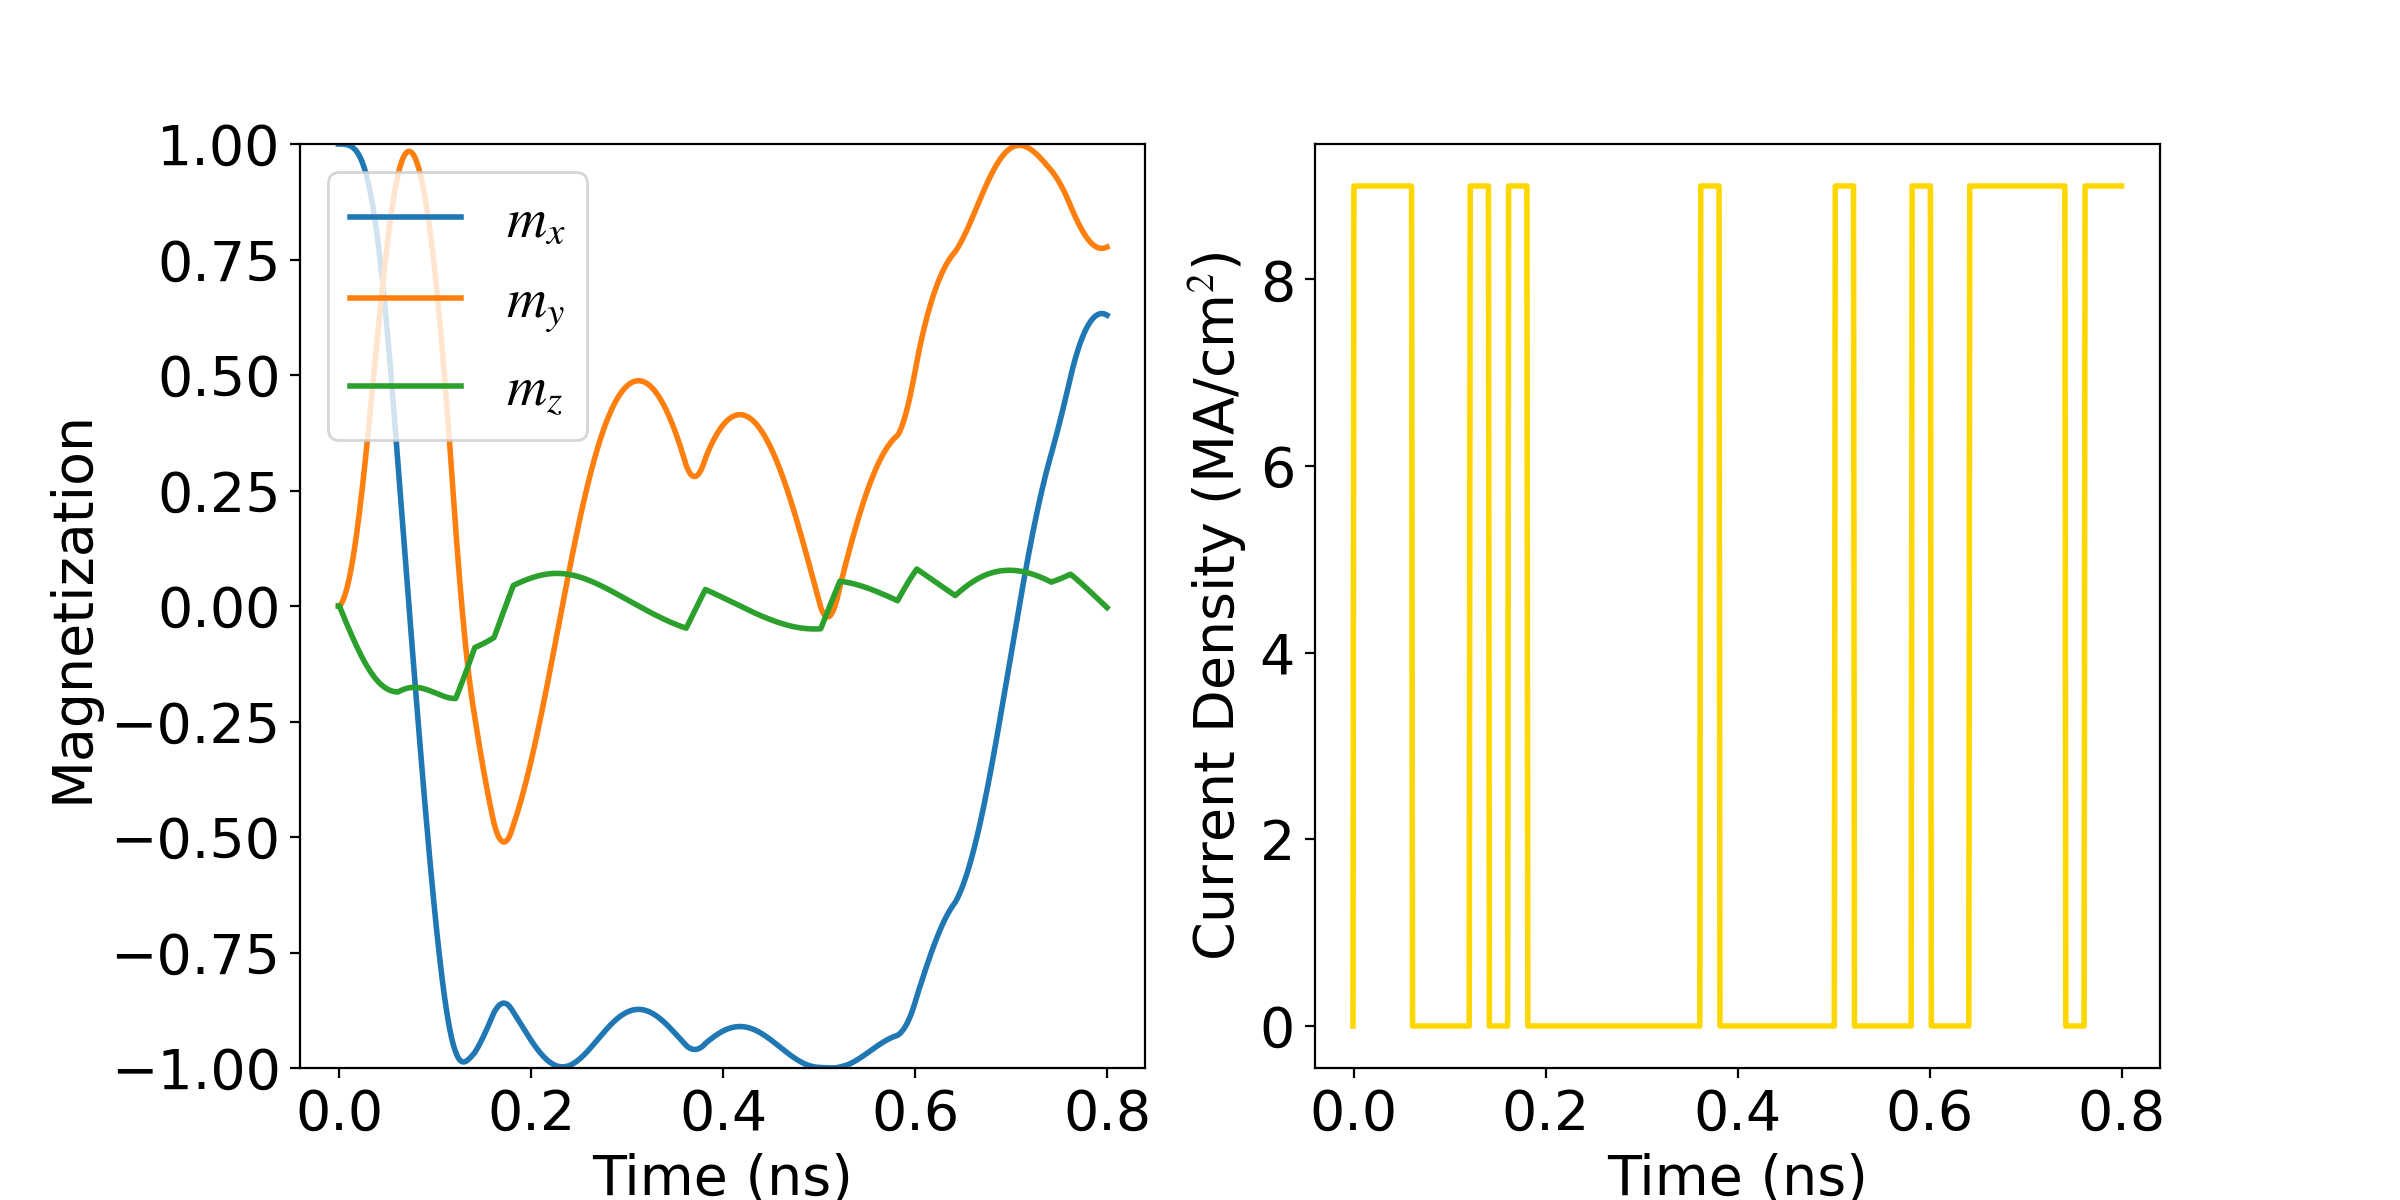 1.00
0.75
0.50
0.25
0.00
−0.25
−0.50
−0.75
−1.00
0.0 0.2 0.4 0.6 0.8
Time (ns)
Magnetization
m_x
m_y
m_z
8
6
4
2
0
0.0 0.2 0.4 0.6 0.8
Time (ns)
Current Density (MA/cm²)